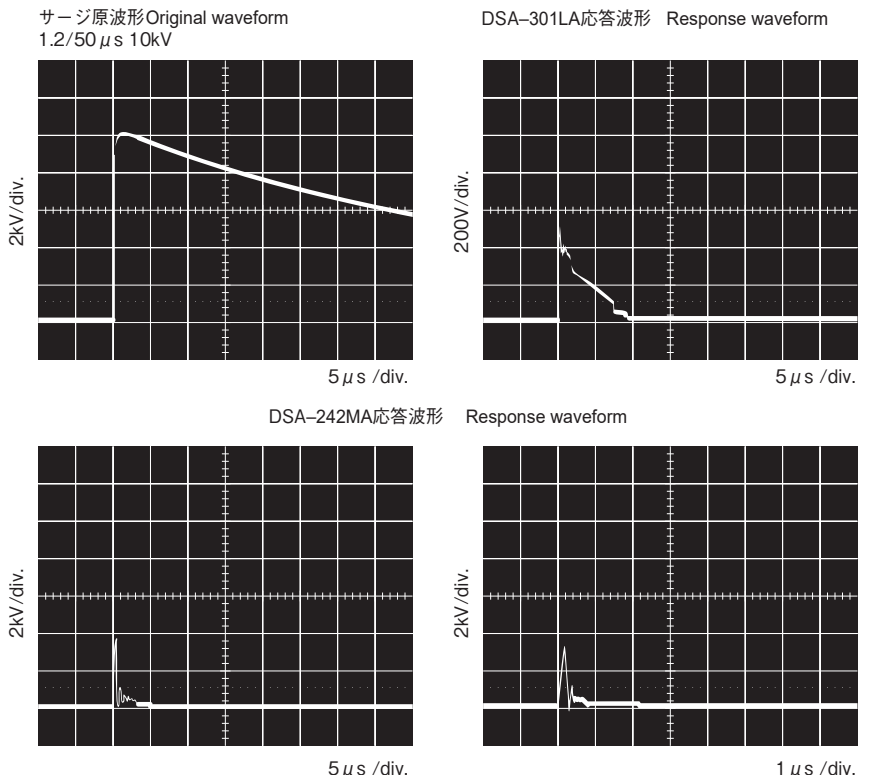 サージ原波形Original waveform
1.2/50 μs 10kV
2kV/div.
5μs /div.
DSA–301LA応答波形 Response waveform
200V/div.
5μs /div.
DSA–242MA応答波形 Response waveform
2kV/div.
5μs /div.
2kV/div.
1μs /div.